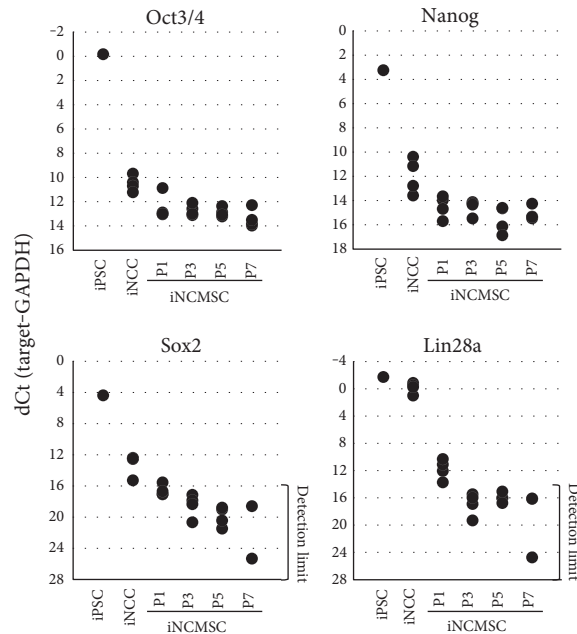 dCt (target-GAPDH)
Oct3/4
−2
0
2
4
6
8
10
12
14
16
iPSC
iNCC
P1
P3
P5
P7
iNCMSC
Nanog
0
2
4
6
8
10
12
14
16
18
iPSC
iNCC
P1
P3
P5
P7
iNCMSC
Sox2
0
4
8
12
16
20
24
28
Detection limit
iPSC
iNCC
P1
P3
P5
P7
iNCMSC
Lin28a
−4
0
4
8
12
16
20
24
28
Detection limit
iPSC
iNCC
P1
P3
P5
P7
iNCMSC